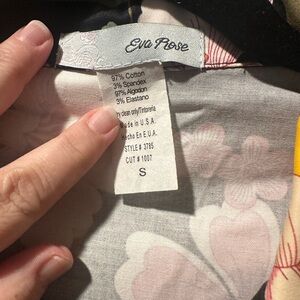 Eva Rose
97% Cotton
3% Spandex
97% Algodon
3% Elastano
Dry clean only/Tintoreria
Made in U.S.A.
Hecho En E.U.A.
STYLE # 3785
CUT # 1007
S